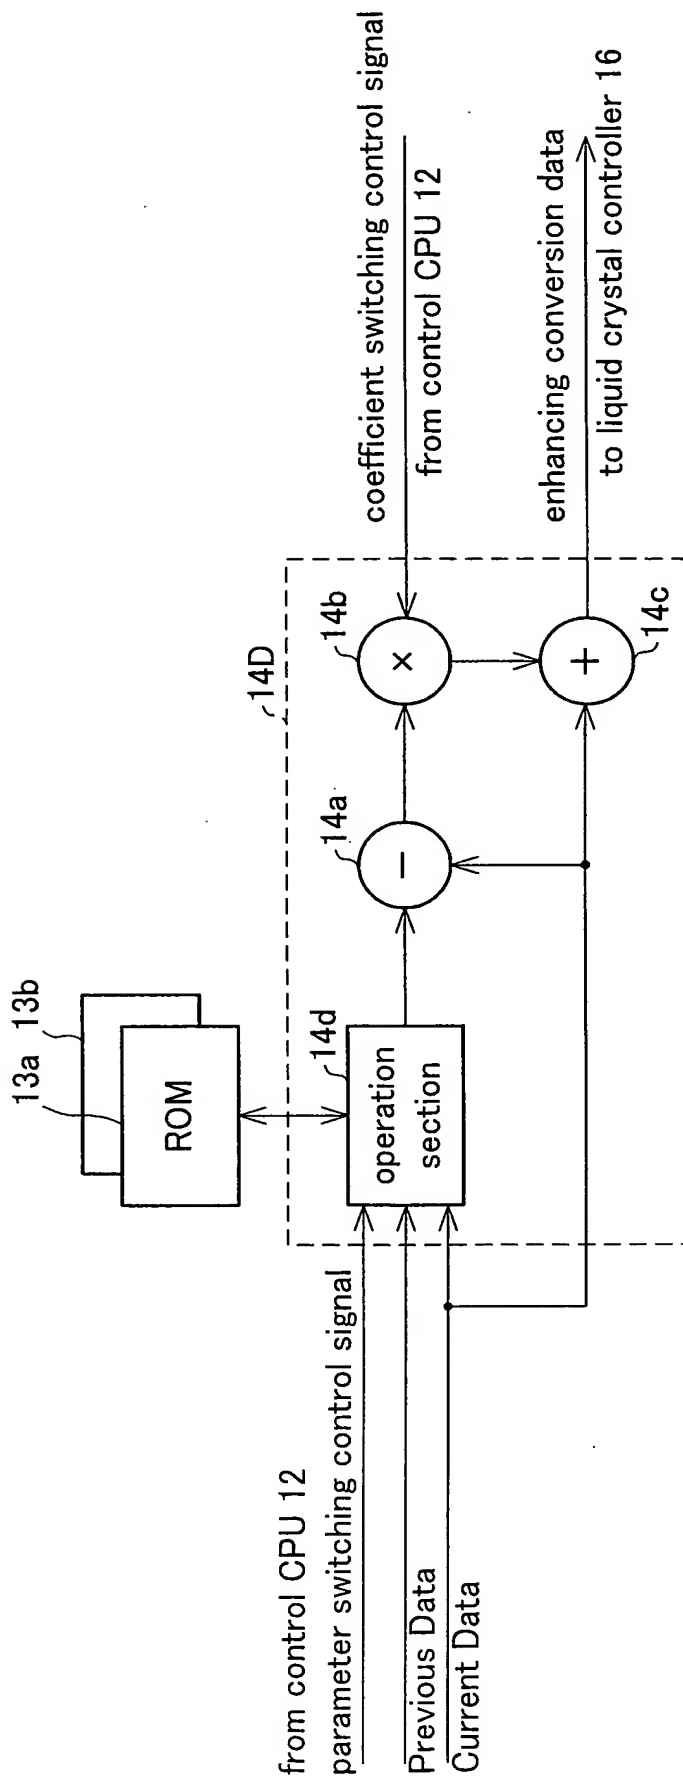 13a
13b
ROM
14D
14d
operation
section
14a
−
14b
×
14c
+
coefficient switching control signal
from control CPU 12
enhancing conversion data
to liquid crystal controller 16
from control CPU 12
parameter switching control signal
Previous Data
Current Data